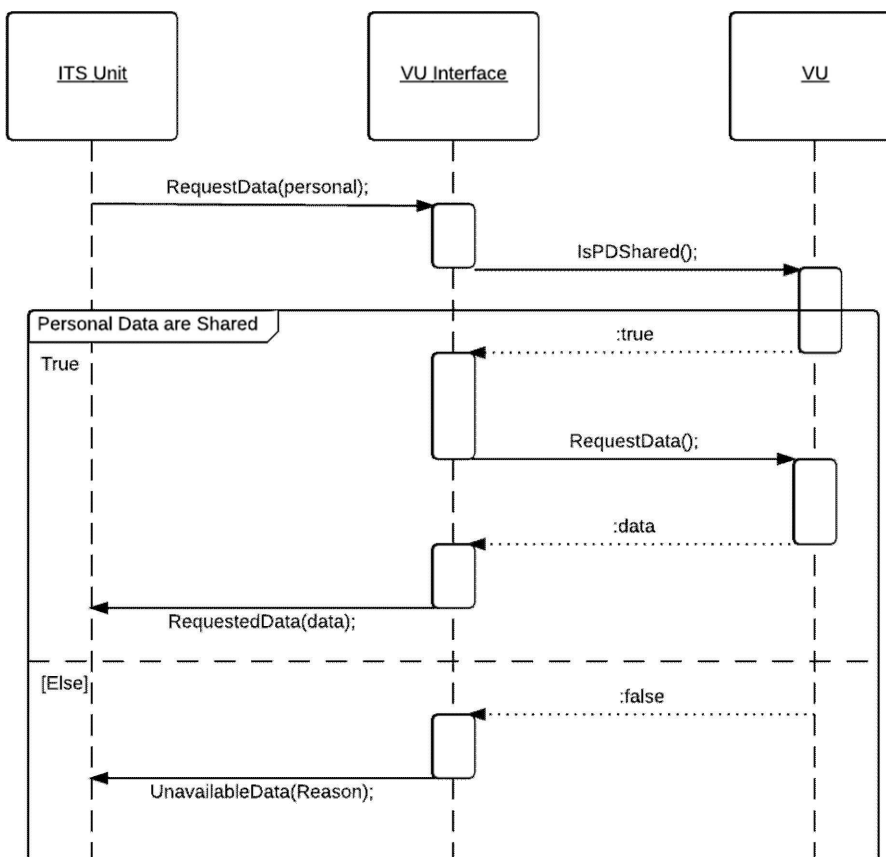 ITS Unit
VU Interface
VU
RequestData(personal);
IsPDShared();
Personal Data are Shared
:true
True
RequestData();
:data
RequestedData(data);
[Else]
:false
UnavailableData(Reason);